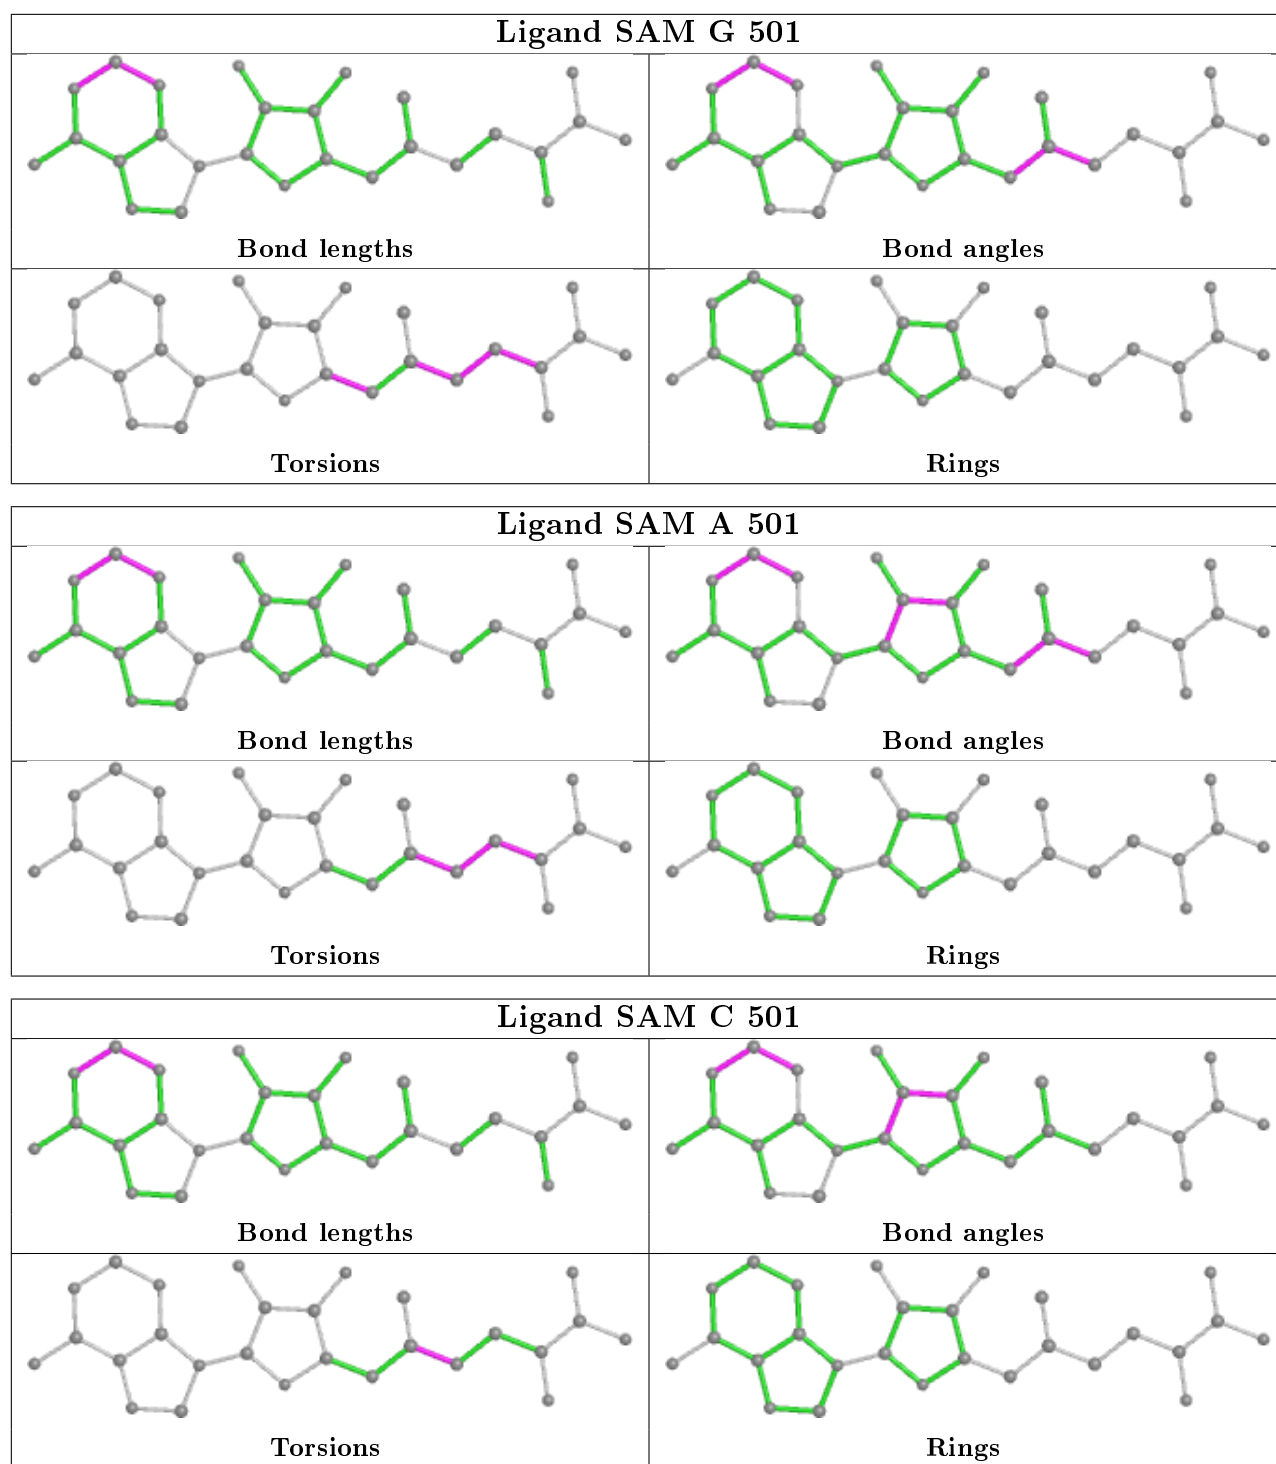 Ligand SAM G 501
Bond lengths
Bond angles
Torsions
Rings
Ligand SAM A 501
Bond lengths
Bond angles
Torsions
Rings
Ligand SAM C 501
Bond lengths
Bond angles
Torsions
Rings